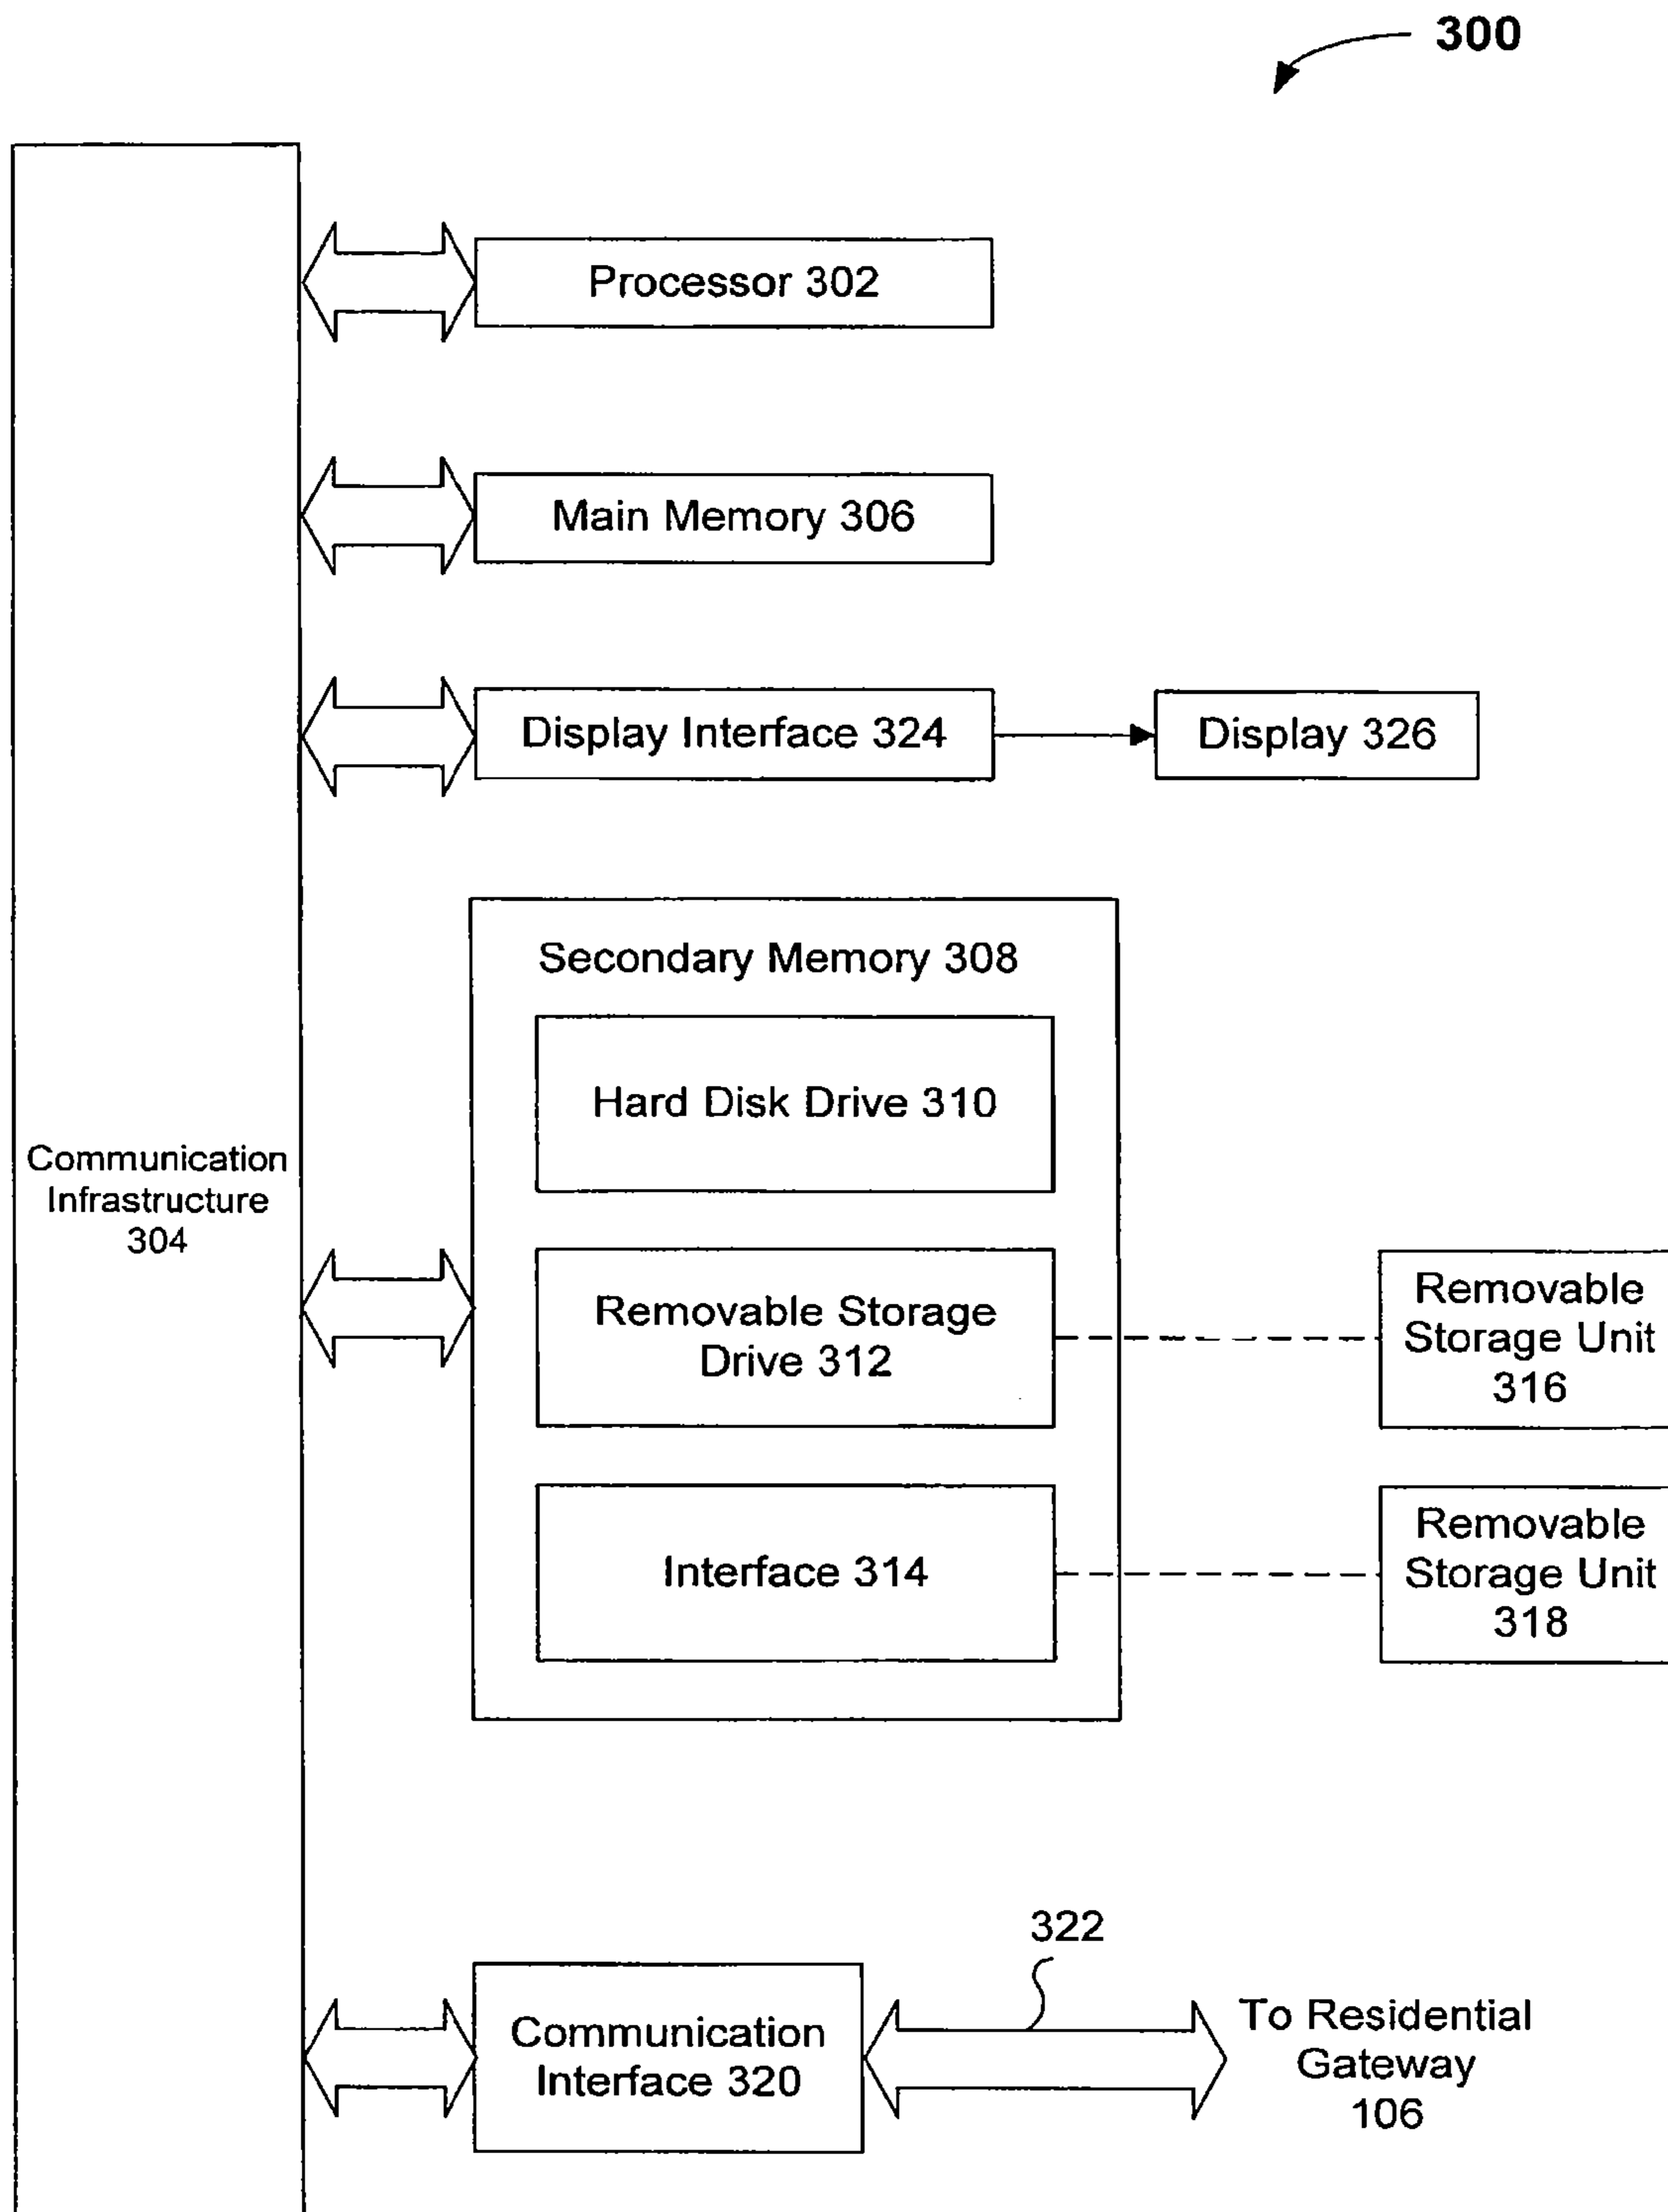 300
Processor 302
Main Memory 306
Display Interface 324
Display 326
Secondary Memory 308
Hard Disk Drive 310
Communication
Infrastructure
304
Removable Storage
Drive 312
Removable
Storage Unit
316
Interface 314
Removable
Storage Unit
318
322
Communication
Interface 320
To Residential
Gateway
106